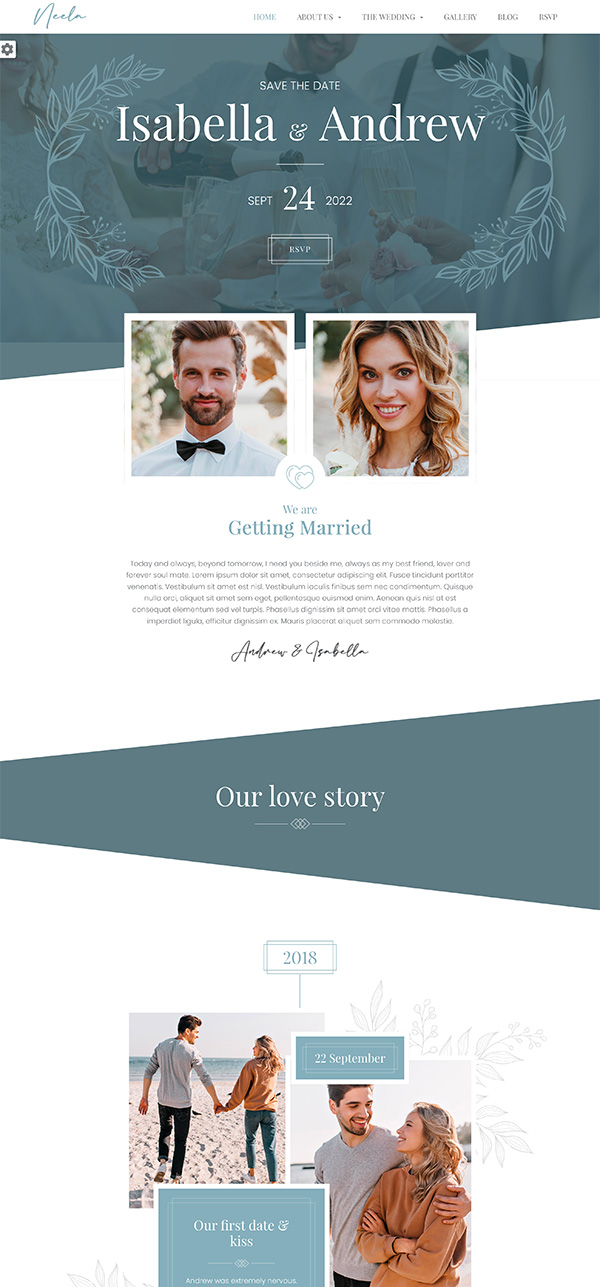 Neela
HOME ABOUT US THE WEDDING GALLERY BLOG RSVP
SAVE THE DATE
Isabella & Andrew
SEPT 24 2022
RSVP
We are
Getting Married
Today and always, beyond tomorrow, I need you beside me, always as my best friend, lover and
forever soul mate. Lorem ipsum dolor sit amet, consectetur adipiscing elit. Fusce tincidunt porttitor
venenatis. Vestibulum sit amet est nisl. Vestibulum iaculis finibus sem nec condimentum. Quisque
nulla orci, aliquet sit amet sem eget, pellentesque euismod enim. Aenean quis nisl at est
consequat elementum sed vel turpis. Phasellus dignissim sit amet orci vitae mattis. Phasellus a
imperdiet ligula, efficitur dignissim ex. Mauris placerat aliquet sem commodo molestie.
Andrew & Isabella
Our love story
2018
22 September
Our first date &
kiss
Andrew was extremely nervous.